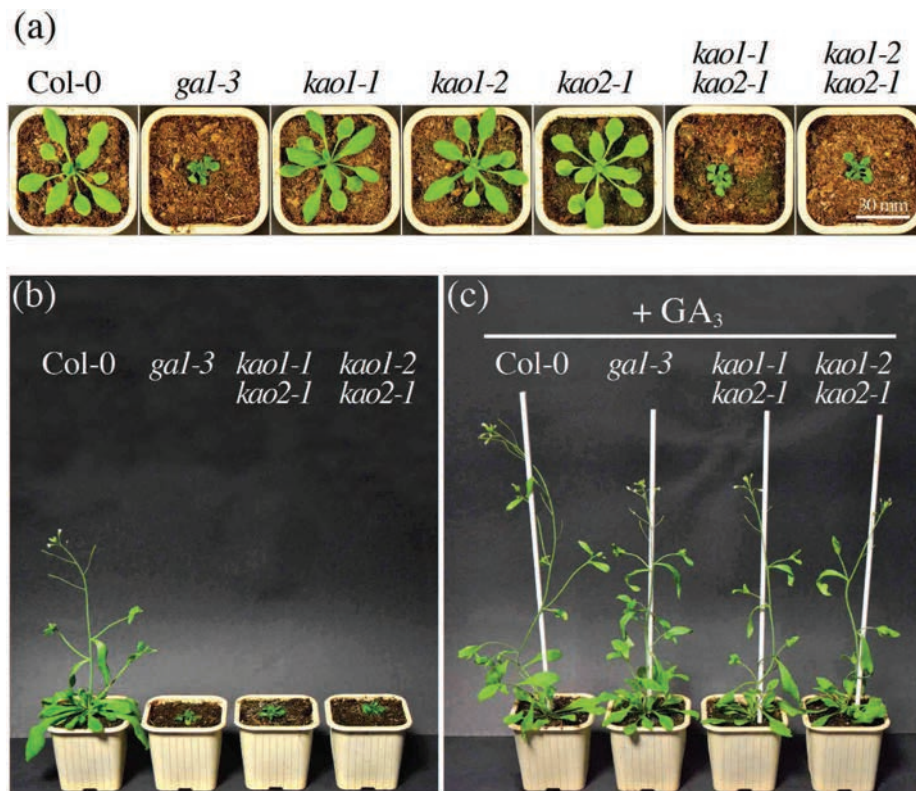 (a)
Col-0 ga1-3 kao1-1 kao1-2 kao2-1 kao1-1 kao1-2
kao2-1 kao2-1
30 mm
(b)
Col-0 ga1-3 kao1-1 kao1-2
kao2-1 kao2-1
(c)
+ GA₃
Col-0 ga1-3 kao1-1 kao1-2
kao2-1 kao2-1